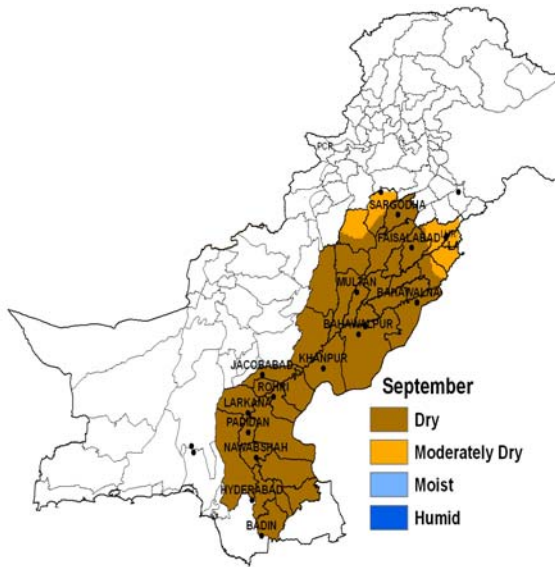 PCR
SARGODHA
FAISALABAD
MULTAN
BAHAWALNA
BAHAWALPUR
KHANPUR
JACOBABAD
ROHRI
LARKANA
PADIDAN
NAWABSHAH
HYDERABAD
BADIN
September
Dry
Moderately Dry
Moist
Humid